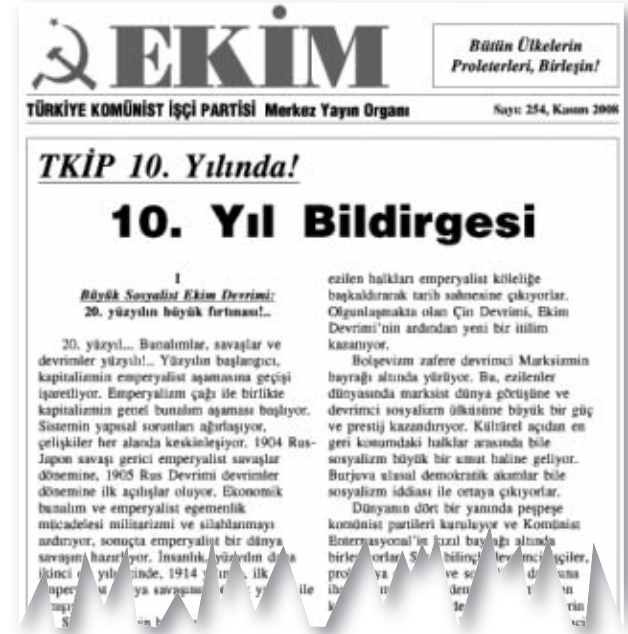 EKİM
Bütün Ülkelerin
Proleterleri, Birleşin!
TÜRKİYE KOMÜNİST İŞÇİ PARTİSİ Merkez Yayın Organı
Sayı: 254, Kasım 2008
TKİP 10. Yılında!
10. Yıl Bildirgesi
I
Büyük Sosyalist Ekim Devrimi:
20. yüzyılın büyük fırtınası!..
20. yüzyıl... Bunalımlar, savaşlar ve
devrimler yüzyılı!.. Yüzyılın başlangıcı,
kapitalizmin emperyalist aşamasına geçişi
işaretliyor. Emperyalizm çağı ile birlikte
kapitalizmin genel bunalım aşaması başlıyor.
Sistemin yapısal sorunları ağırlaşıyor,
çelişkiler her alanda keskinleşiyor. 1904 Rus-
Japon savaşı gerici emperyalist savaşlar
dönemine, 1905 Rus Devrimi devrimler
dönemine ilk açılışlar oluyor. Ekonomik
bunalım ve emperyalist egemenlik
mücadelesi militarizmi ve silahlanmayı
azdırıyor, sonuçta emperyalist bir dünya
savaşını hazırlıyor. İnsanlık, yüzyılın daha
ikinci yılında, 1914 ilk
ile
ezilen halkları emperyalist köleliğe
başkaldırarak tarih sahnesine çıkıyorlar.
Olgunlaşmakta olan Çin Devrimi, Ekim
Devrimi'nin ardından yeni bir itilim
kazanıyor.
Bolşevizm zafere devrimci Marksizmin
bayrağı altında yürüyor. Bu, ezilenler
dünyasında marksist dünya görüşüne ve
devrimci sosyalizm ülküsüne büyük bir güç
ve prestij kazandırıyor. Kültürel açıdan en
geri konumdaki halklar arasında bile
sosyalizm büyük bir umut haline geliyor.
Burjuva ulusal demokratik akımlar bile
sosyalizm iddiası ile ortaya çıkıyorlar.
Dünyanın dört bir yanında peşpeşe
komünist partileri kuruluyor ve Komünist
Enternasyonal'in kızıl bayrağı altında